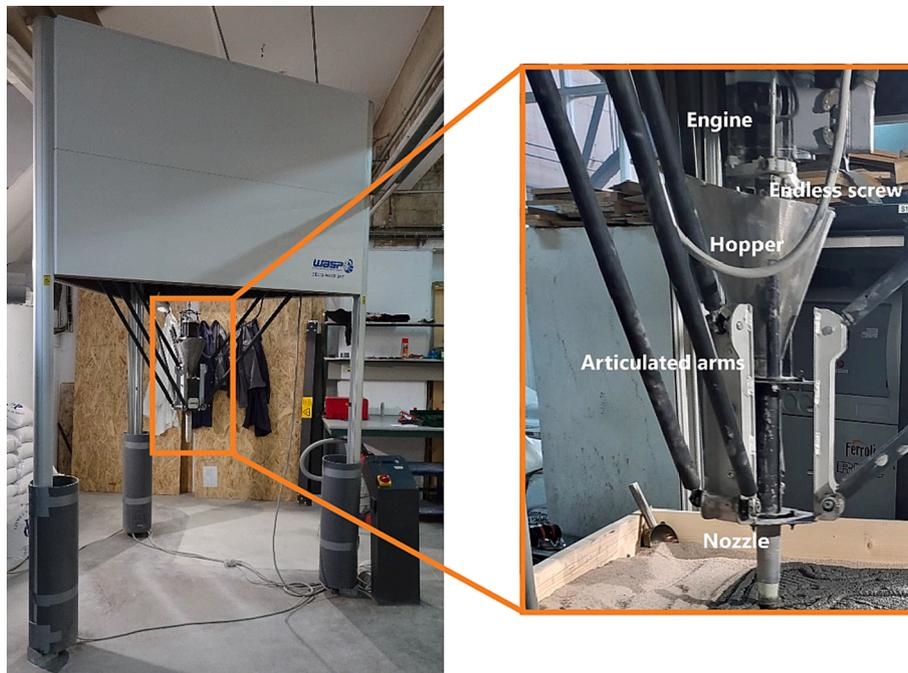 WASP
Engine
Endless screw
Hopper
Articulated arms
Ferroli
Nozzle